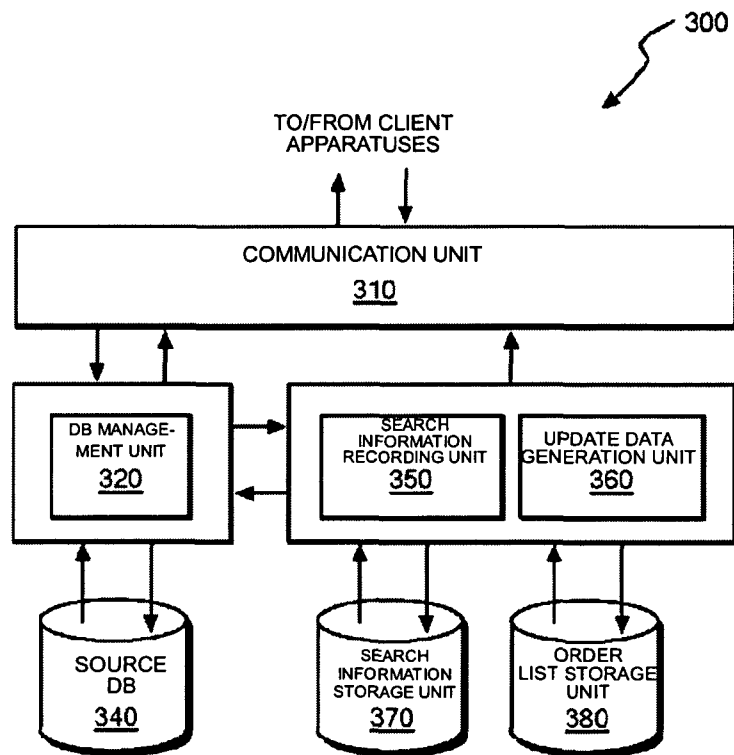 300
TO/FROM CLIENT
APPARATUSES
COMMUNICATION UNIT
310
DB MANAGE-
MENT UNIT
320
SEARCH
INFORMATION
RECORDING UNIT
350
UPDATE DATA
GENERATION UNIT
360
SOURCE
DB
340
SEARCH
INFORMATION
STORAGE UNIT
370
ORDER
LIST STORAGE
UNIT
380